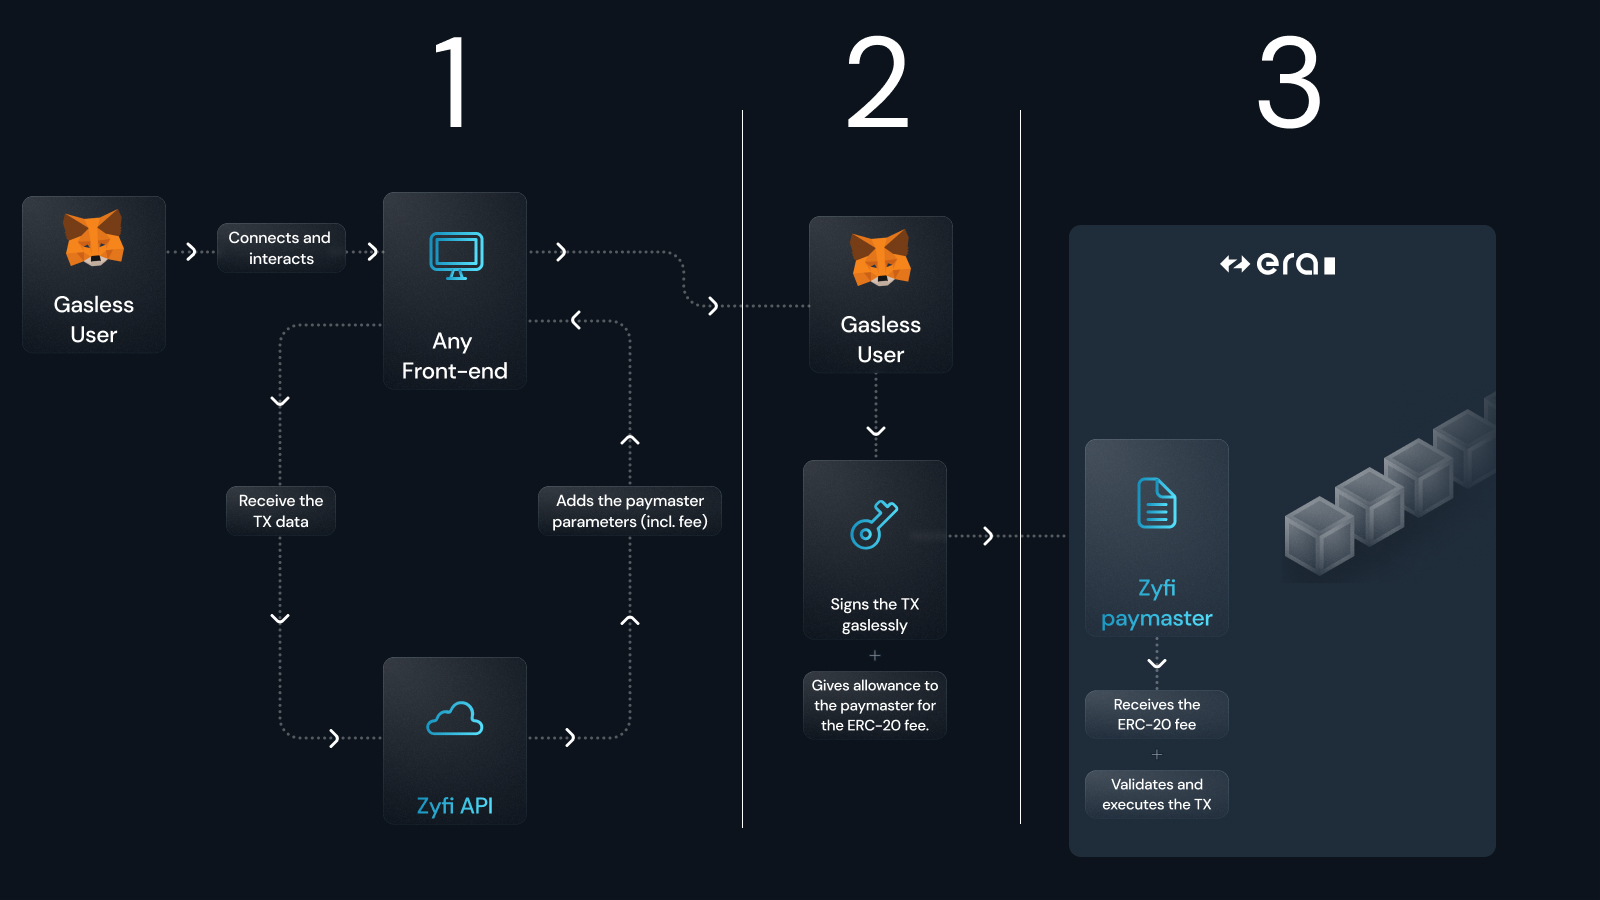 1
2
3
Gasless
User
Connects and
interacts
Any
Front-end
Receive the
TX data
Adds the paymaster
parameters (incl. fee)
Zyfi API
Gasless
User
Signs the TX
gaslessly
+
Gives allowance to
the paymaster for
the ERC-20 fee.
era
Zyfi
paymaster
Receives the
ERC-20 fee
+
Validates and
executes the TX